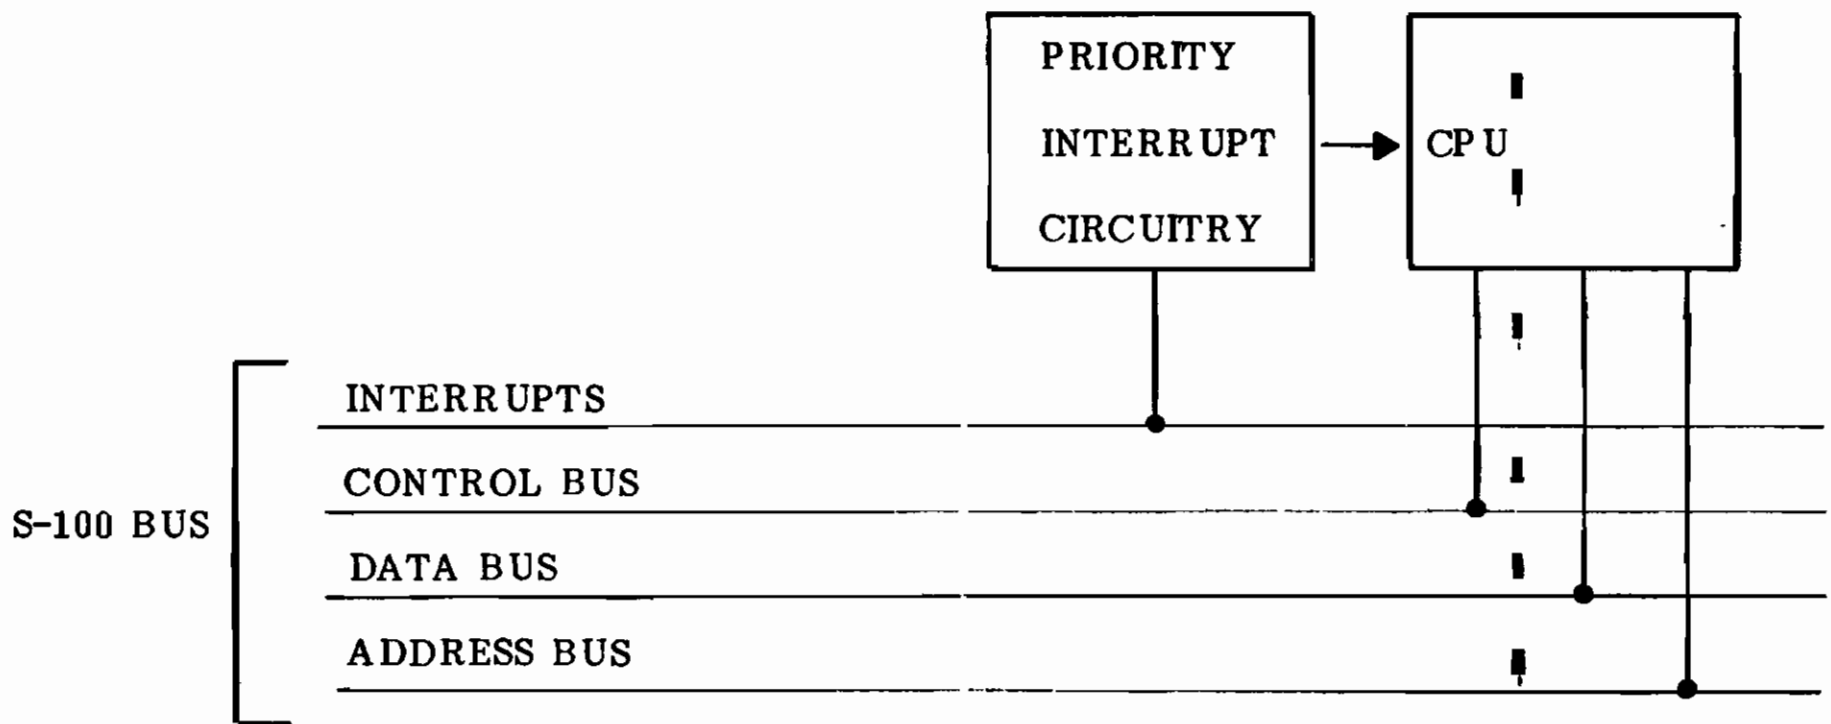 PRIORITY
INTERRUPT
CIRCUITRY
CPU
INTERRUPTS
CONTROL BUS
S-100 BUS
DATA BUS
ADDRESS BUS